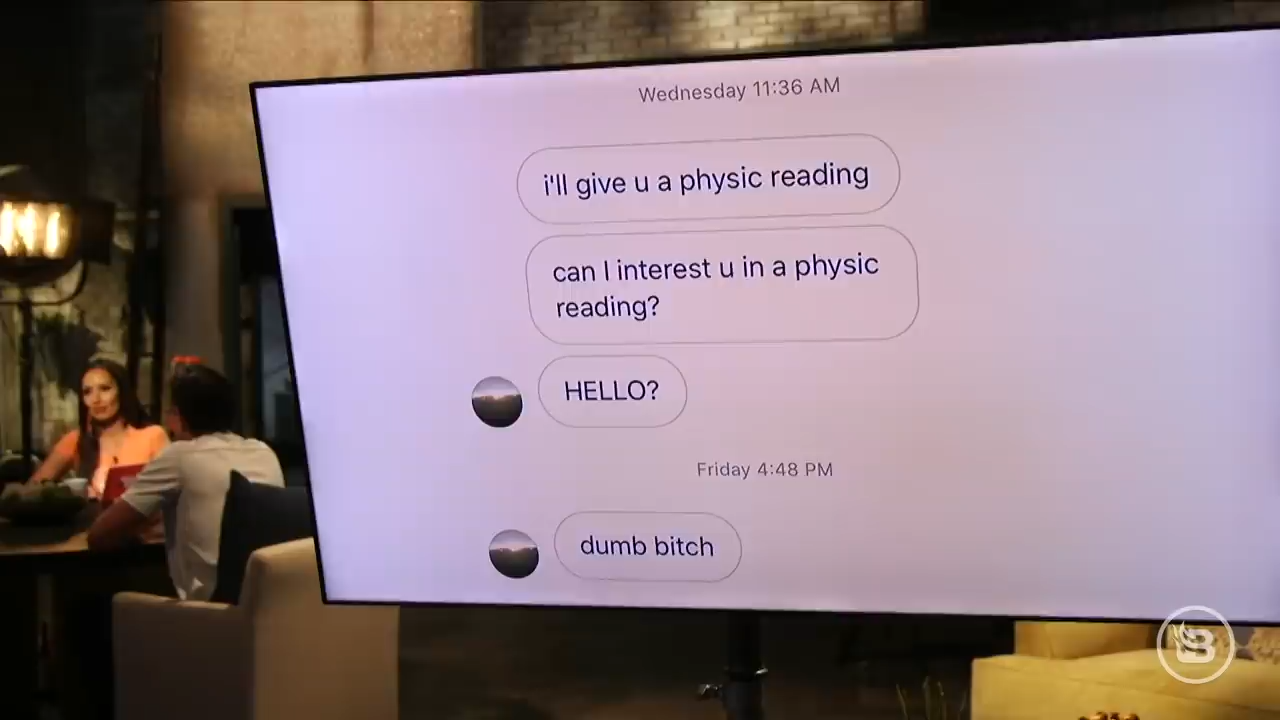 Wednesday 11:36 AM
i'll give u a physic reading
can I interest u in a physic
reading?
HELLO?
Friday 4:48 PM
dumb bitch
B